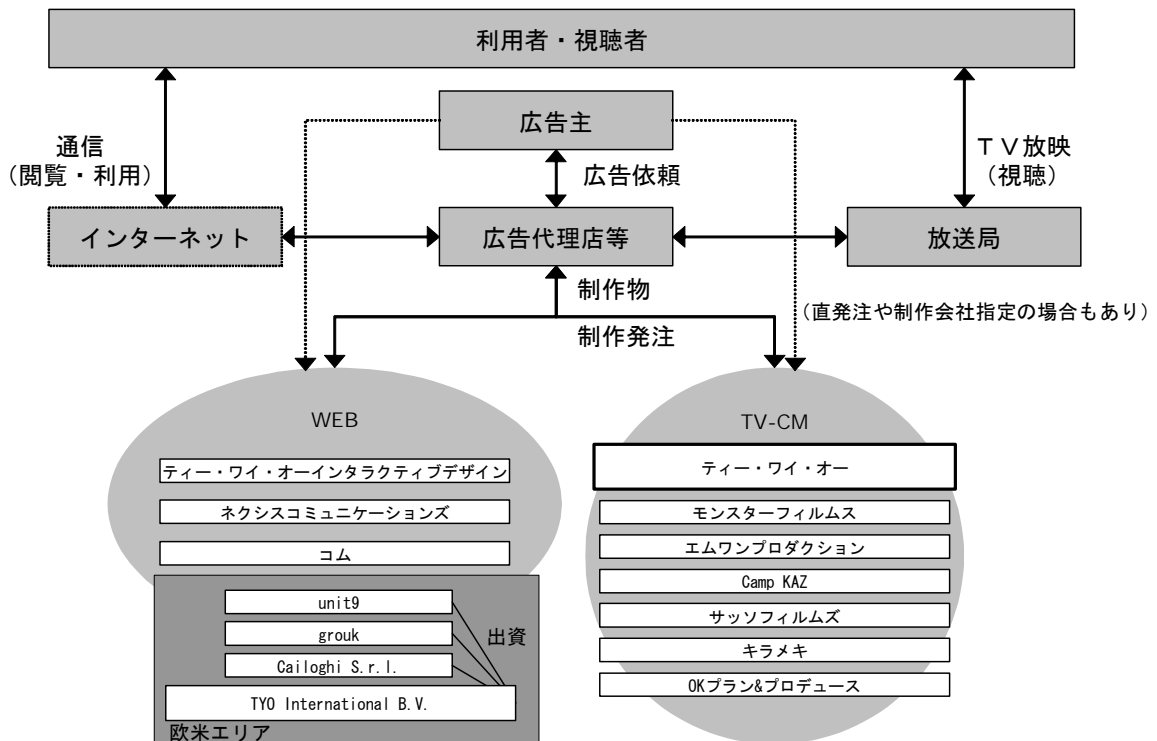 利用者・視聴者
広告主
通信
(閲覧・利用)
広告依頼
TV放映
(視聴)
インターネット
広告代理店等
放送局
制作物
(直発注や制作会社指定の場合もあり)
制作発注
WEB
ティー・ワイ・オーインタラクティブデザイン
ネクシスコミュニケーションズ
コム
unit9
grouk
出資
Cailoghi S.r.l.
TYO International B.V.
欧米エリア
TV-CM
ティー・ワイ・オー
モンスターフィルムス
エムワンプロダクション
Camp KAZ
サッソフィルムズ
キラメキ
OKプラン&プロデュース